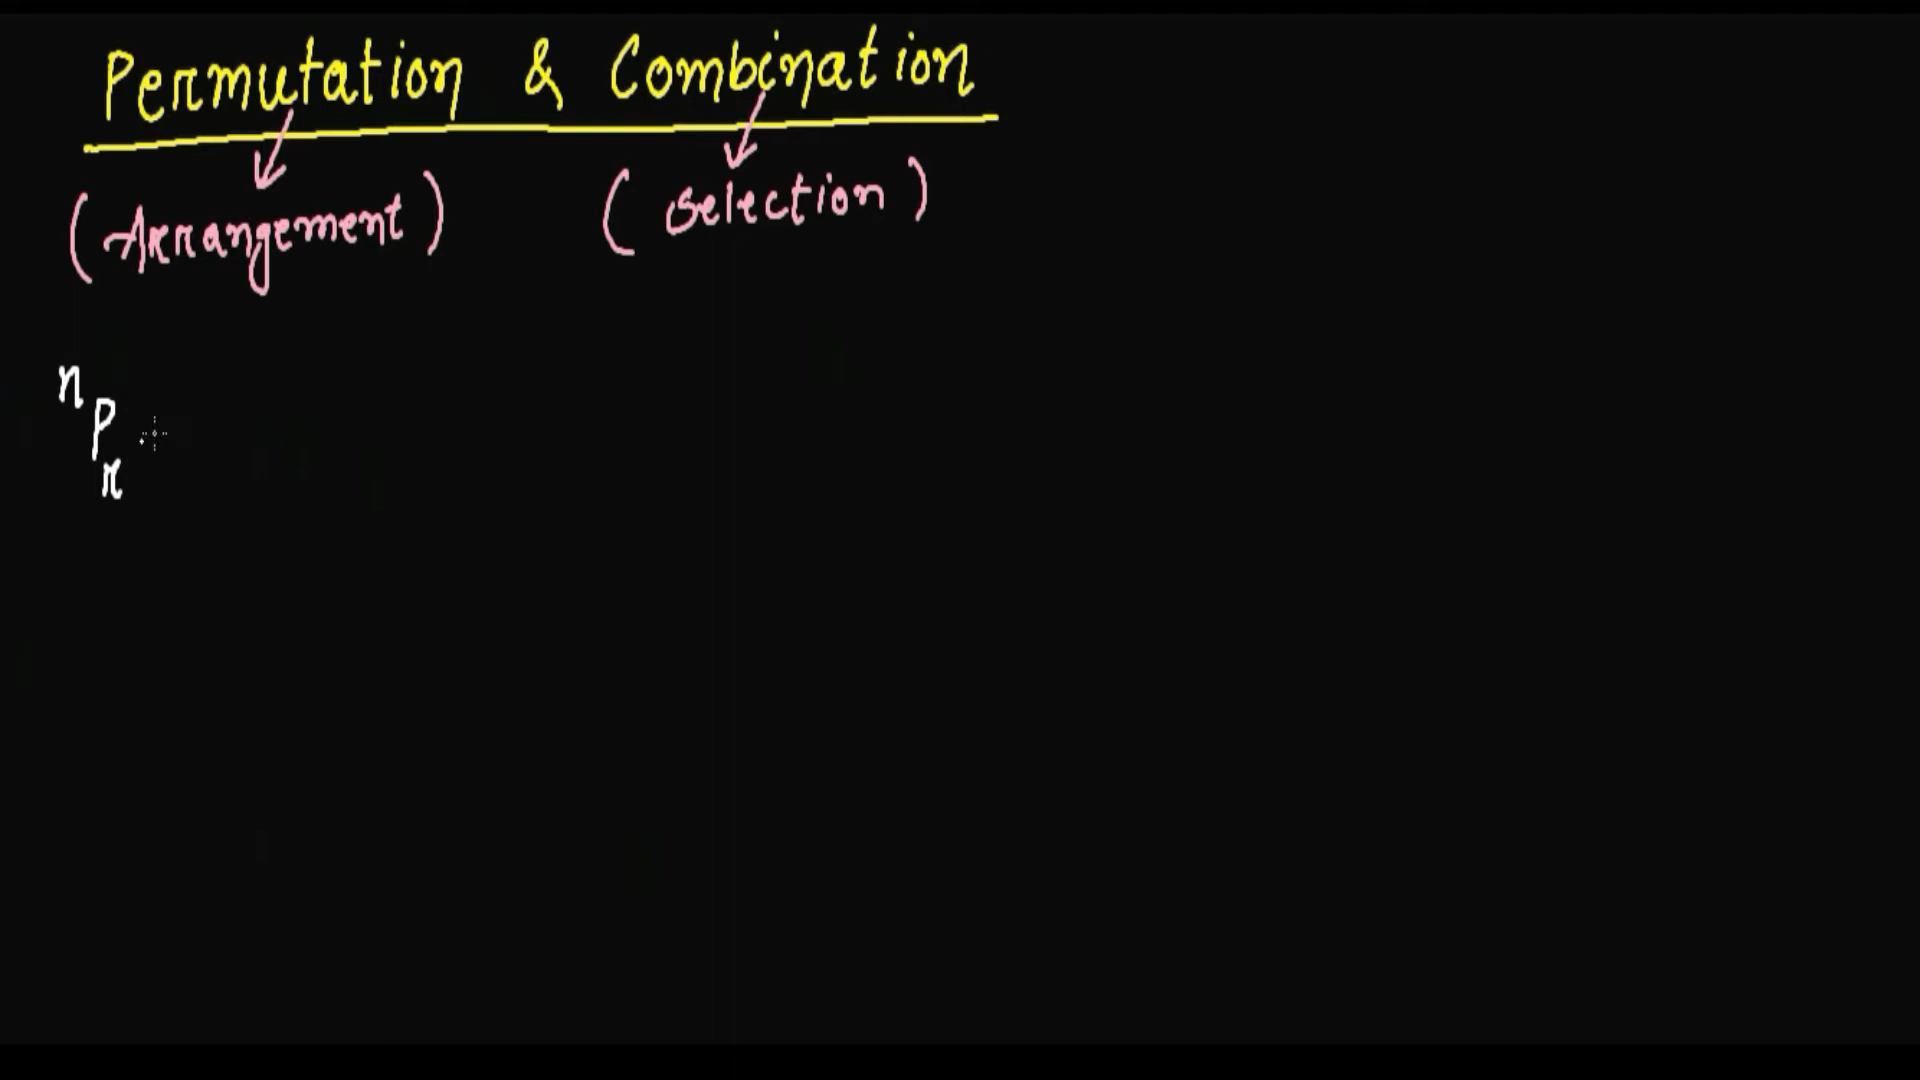 Permutation & Combination
(Arrangement) (Selection)
ⁿPᵣ